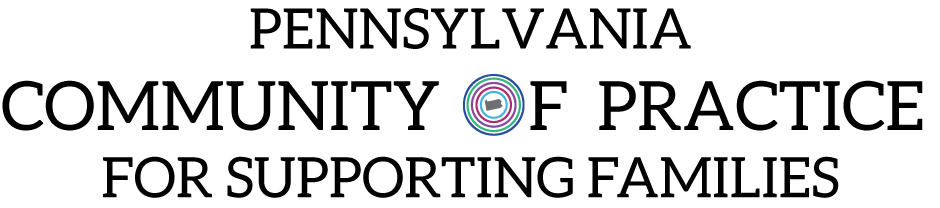 PENNSYLVANIA
COMMUNITY OF PRACTICE
FOR SUPPORTING FAMILIES